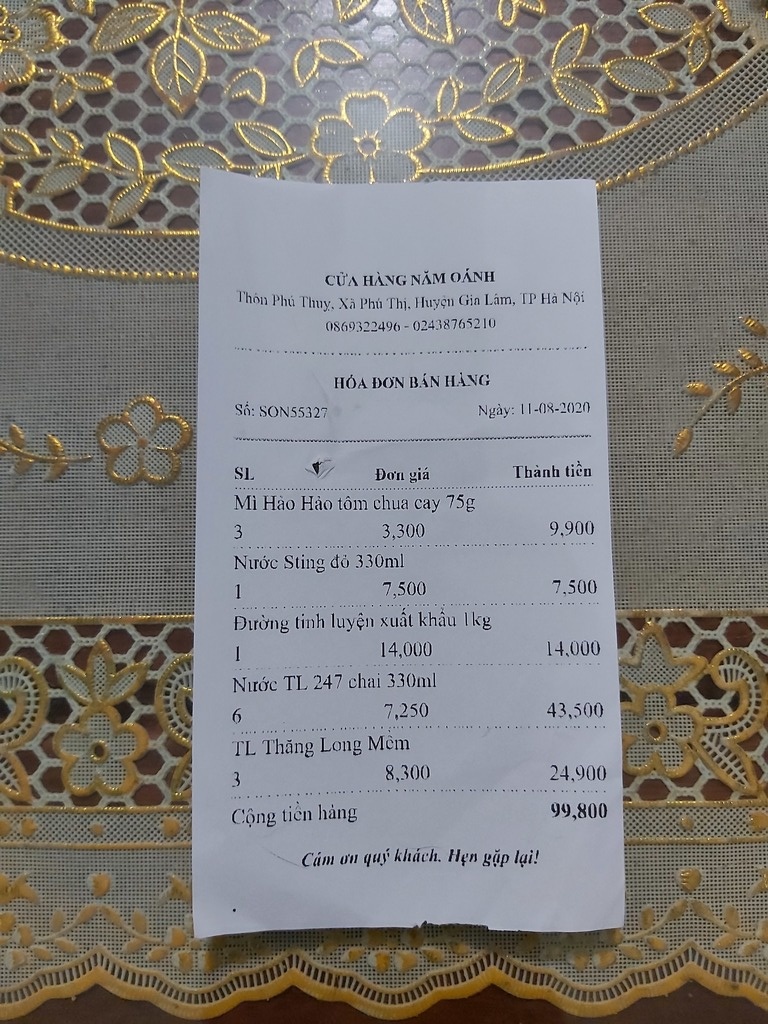 CỬA HÀNG NĂM OÁNH
Thôn Phú Thuỵ, Xã Phú Thị, Huyện Gia Lâm, TP Hà Nội
0869322496 - 02438765210
HÓA ĐƠN BÁN HÀNG
Số: SON55327 Ngày: 11-08-2020
SL Đơn giá Thành tiền
Mì Hảo Hảo tôm chua cay 75g
3 3,300 9,900
Nước Sting đỏ 330ml
1 7,500 7,500
Đường tinh luyện xuất khẩu 1kg
1 14,000 14,000
Nước TL 247 chai 330ml
6 7,250 43,500
TL Thăng Long Mềm
3 8,300 24,900
Cộng tiền hàng 99,800
Cám ơn quý khách. Hẹn gặp lại!